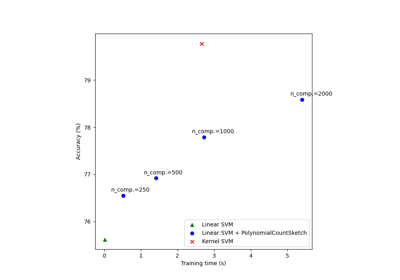 n_comp.=2000
n_comp.=1000
n_comp.=500
n_comp.=250
79
78
77
76
Accuracy (%)
Linear SVM
Linear SVM + PolynomialCountSketch
Kernel SVM
0 1 2 3 4 5
Training time (s)